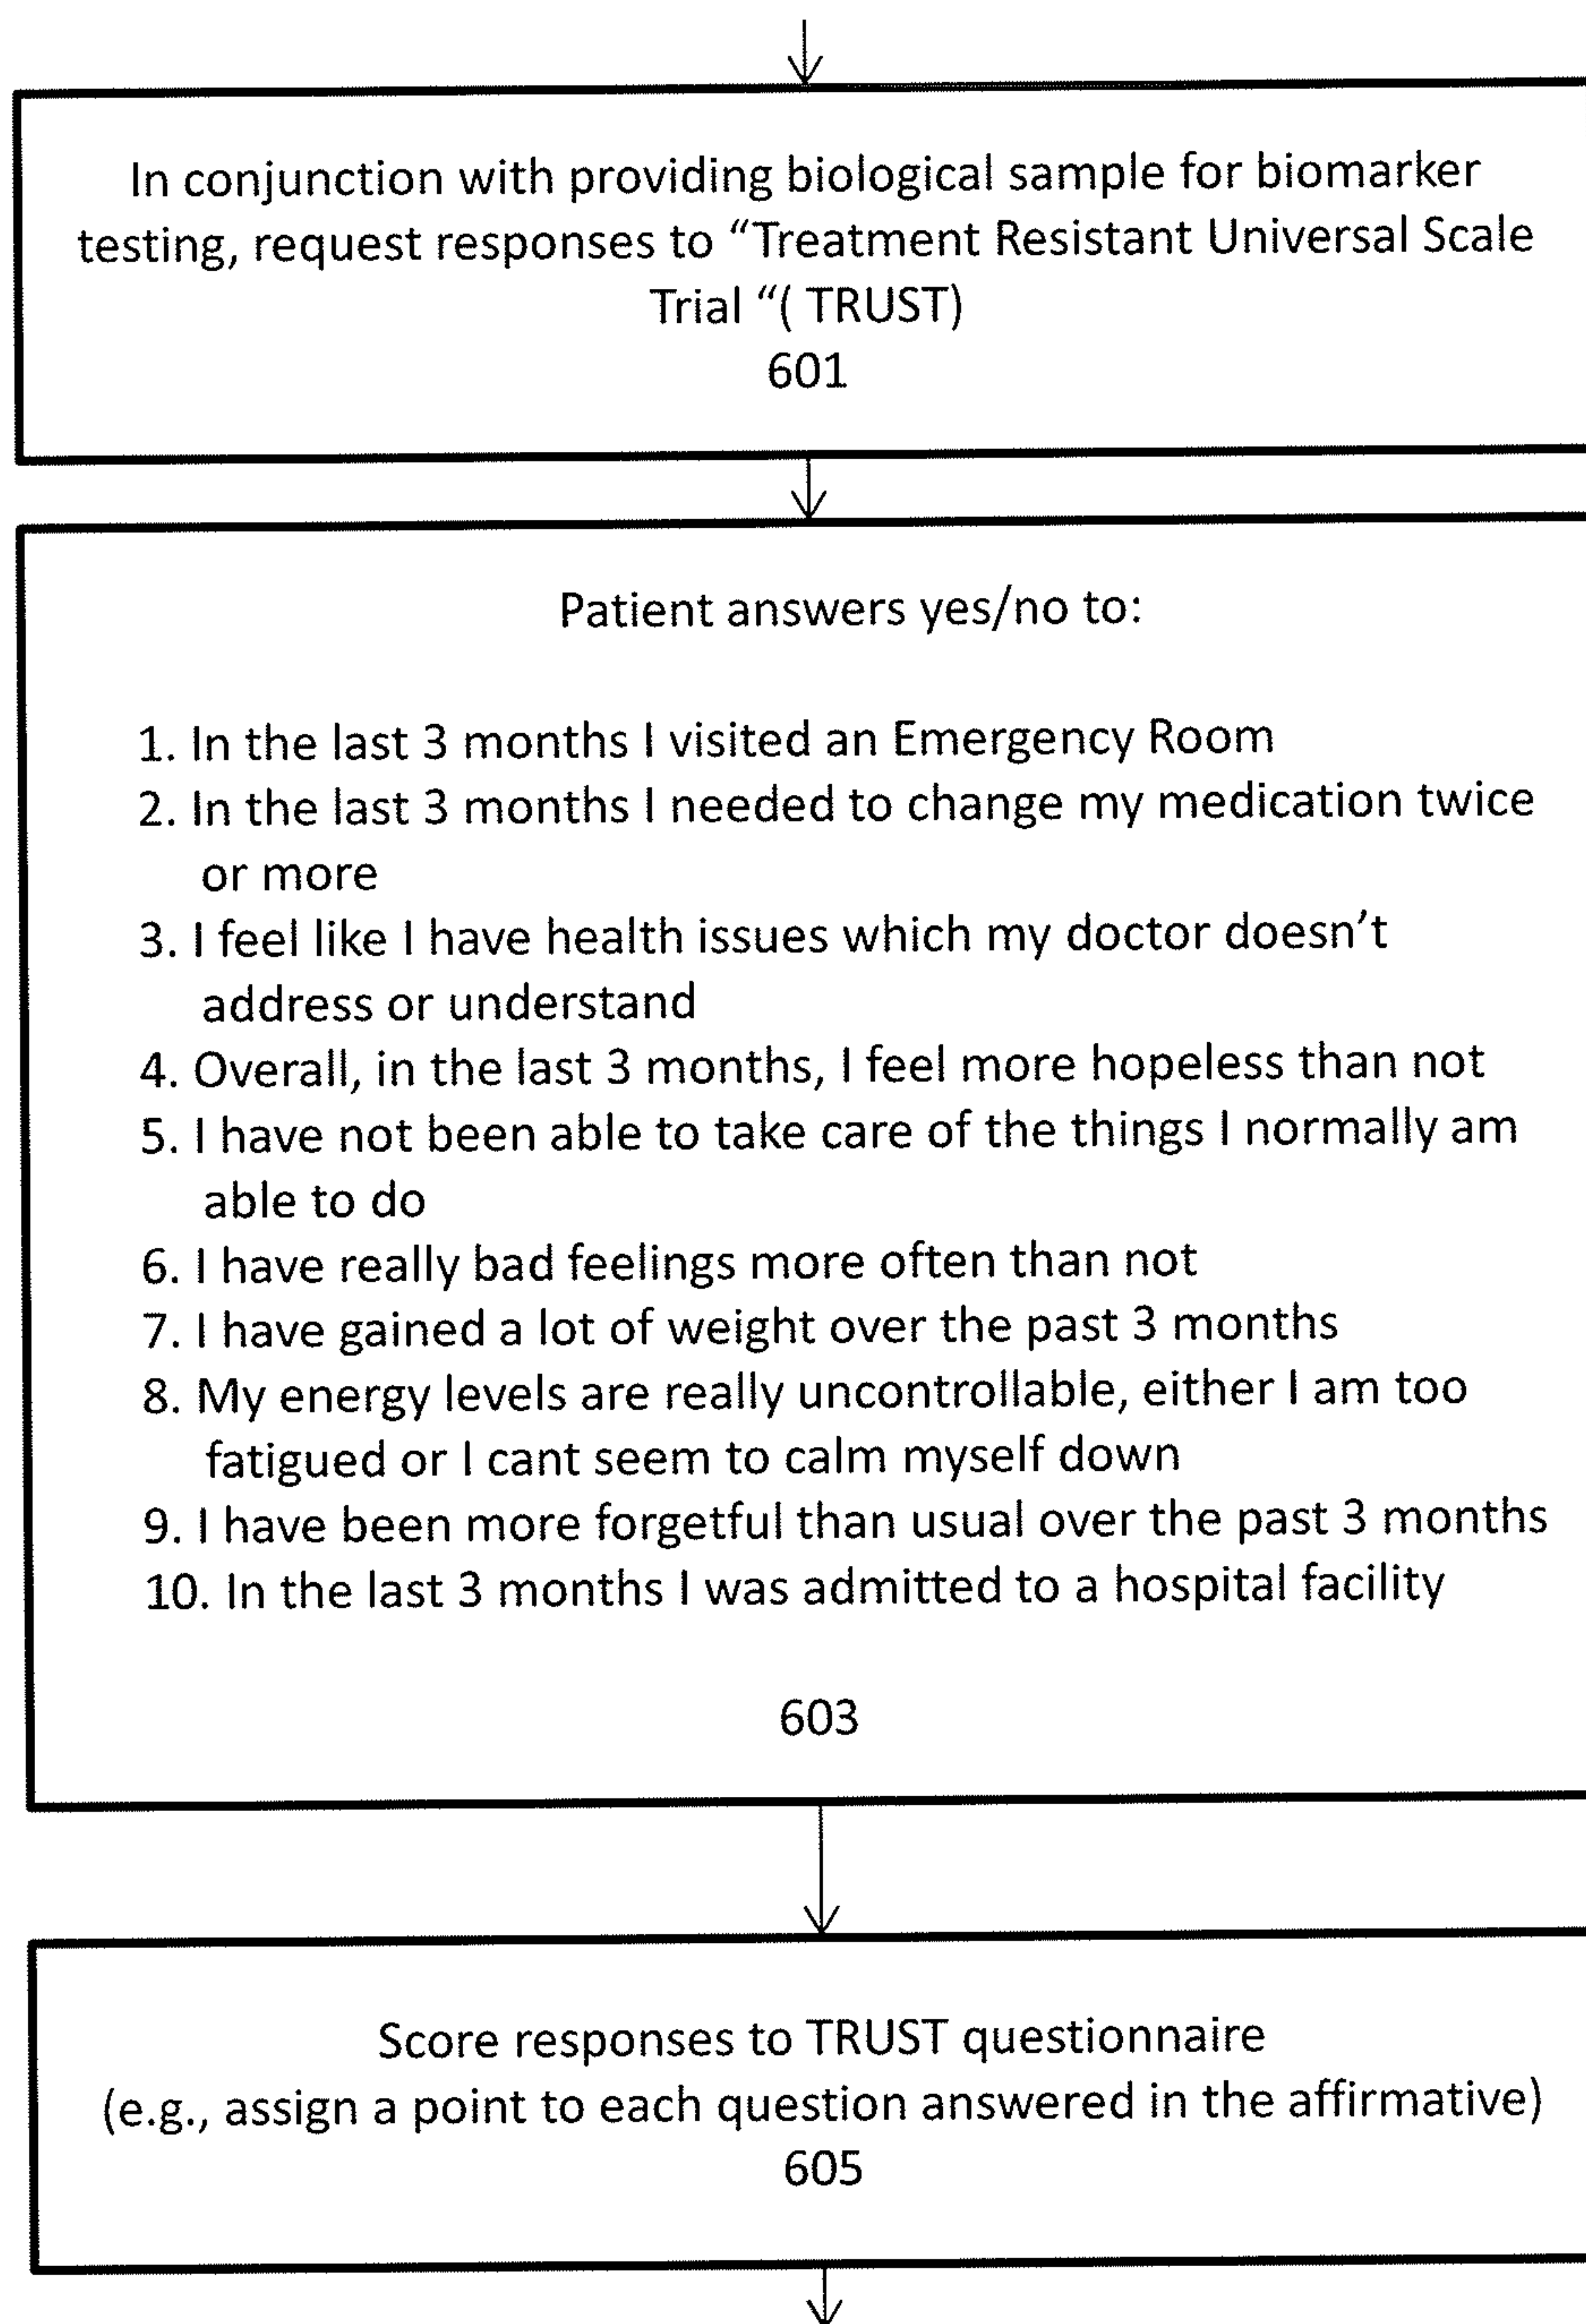 In conjunction with providing biological sample for biomarker
testing, request responses to “Treatment Resistant Universal Scale
Trial “( TRUST)
601
Patient answers yes/no to:
1. In the last 3 months I visited an Emergency Room
2. In the last 3 months I needed to change my medication twice
or more
3. I feel like I have health issues which my doctor doesn’t
address or understand
4. Overall, in the last 3 months, I feel more hopeless than not
5. I have not been able to take care of the things I normally am
able to do
6. I have really bad feelings more often than not
7. I have gained a lot of weight over the past 3 months
8. My energy levels are really uncontrollable, either I am too
fatigued or I cant seem to calm myself down
9. I have been more forgetful than usual over the past 3 months
10. In the last 3 months I was admitted to a hospital facility
603
Score responses to TRUST questionnaire
(e.g., assign a point to each question answered in the affirmative)
605